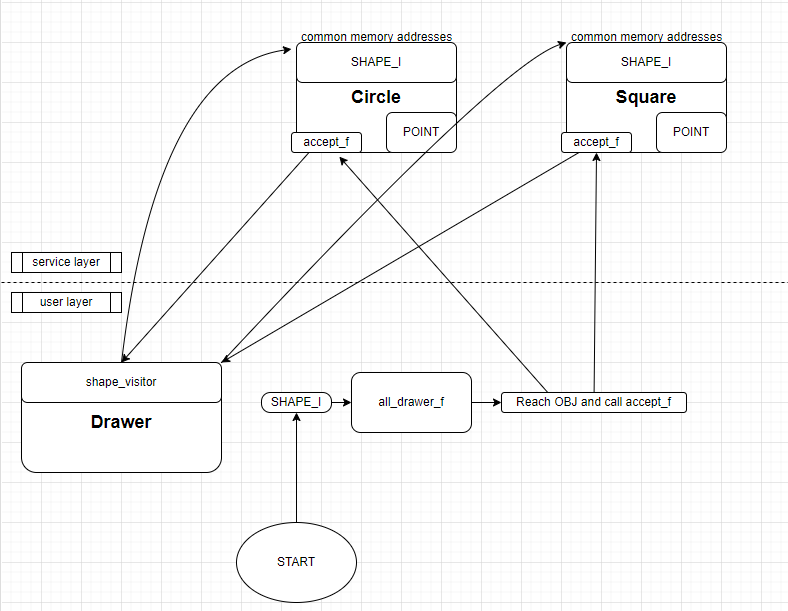 common memory addresses
common memory addresses
SHAPE_I
SHAPE_I
Circle
Square
POINT
POINT
accept_f
accept_f
service layer
user layer
shape_visitor
Drawer
SHAPE_I
all_drawer_f
Reach OBJ and call accept_f
START